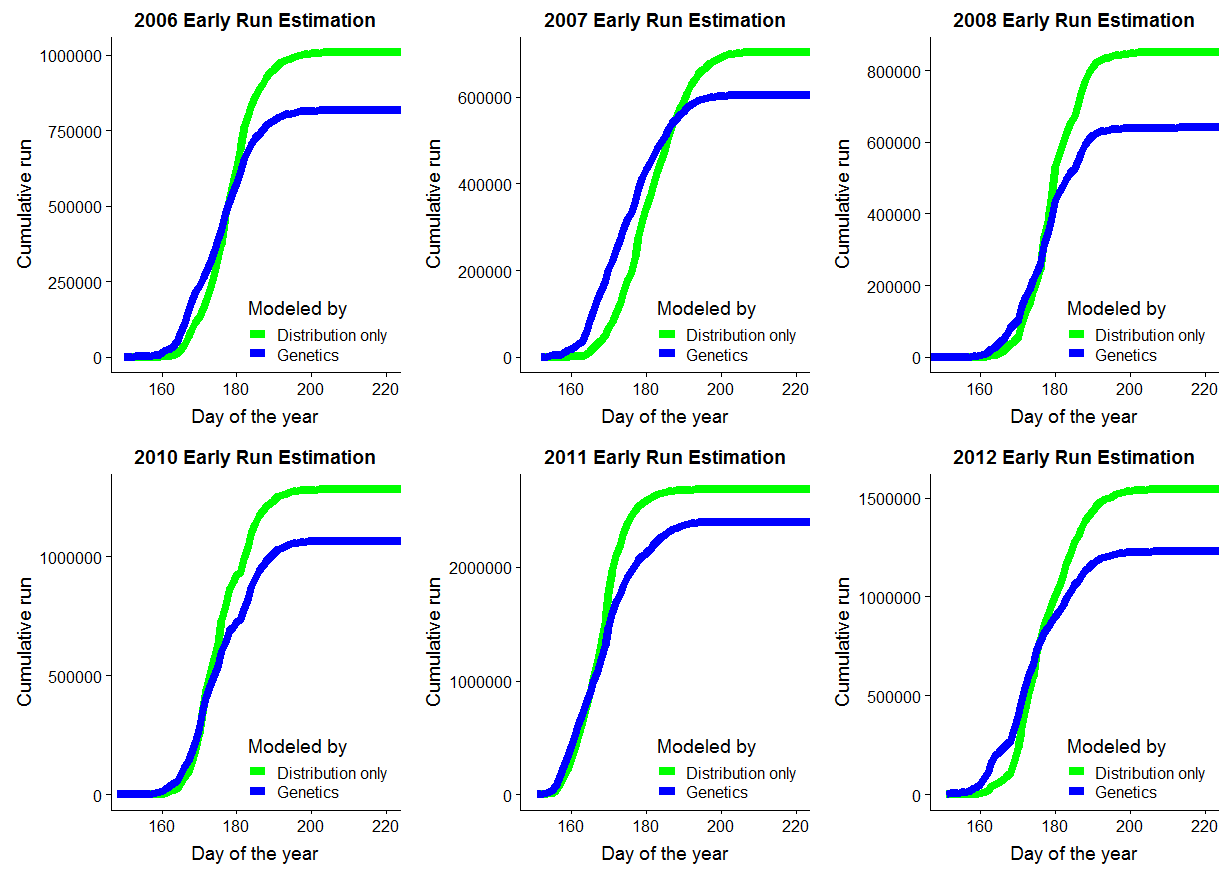 2006 Early Run Estimation
Cumulative run
1000000
750000
500000
250000
0
Modeled by
Distribution only
Genetics
160 180 200 220
Day of the year
2007 Early Run Estimation
Cumulative run
600000
400000
200000
0
Modeled by
Distribution only
Genetics
160 180 200 220
Day of the year
2008 Early Run Estimation
Cumulative run
800000
600000
400000
200000
0
Modeled by
Distribution only
Genetics
160 180 200 220
Day of the year
2010 Early Run Estimation
Cumulative run
1000000
500000
0
Modeled by
Distribution only
Genetics
160 180 200 220
Day of the year
2011 Early Run Estimation
Cumulative run
2000000
1000000
0
Modeled by
Distribution only
Genetics
160 180 200 220
Day of the year
2012 Early Run Estimation
Cumulative run
1500000
1000000
500000
0
Modeled by
Distribution only
Genetics
160 180 200 220
Day of the year